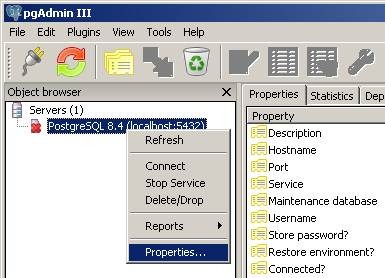 pgAdmin III
File Edit Plugins View Tools Help
Object browser
Servers (1)
PostgreSQL 8.4 (localhost:5432)
Refresh
Connect
Stop Service
Delete/Drop
Reports
Properties...
Properties Statistics Dep
Property
Description
Hostname
Port
Service
Maintenance database
Username
Store password?
Restore environment?
Connected?